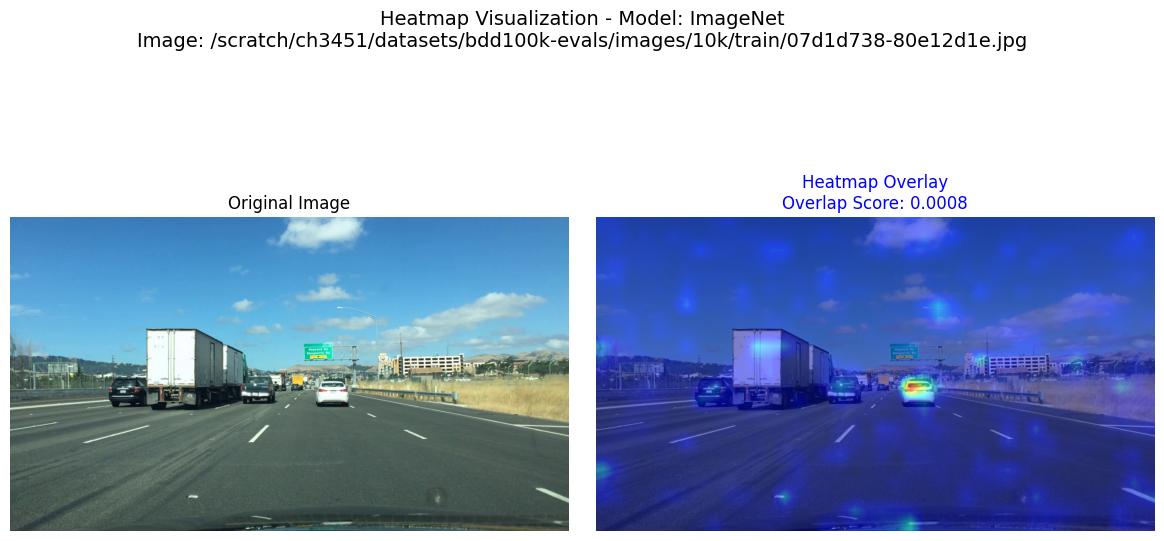 Heatmap Visualization - Model: ImageNet
Image: /scratch/ch3451/datasets/bdd100k-evals/images/10k/train/07d1d738-80e12d1e.jpg
Original Image
Heatmap Overlay
Overlap Score: 0.0008